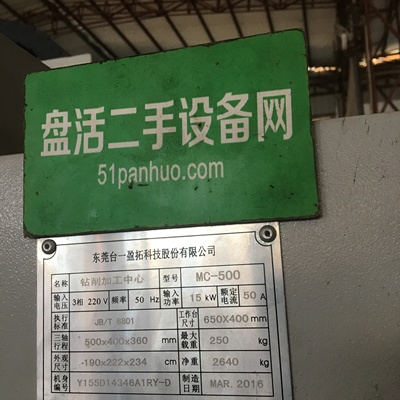 盘活二手设备网
51panhuo.com
东莞台一盈拓科技股份有限公司
名称 钻削加工中心 型号 MC-500
输入电压 3相 220 V 频率 50 Hz 输入功率 15 kW 额定电流 50 A
执行标准 JB/T 8801 工作台尺寸 650X400 mm
三轴行程 500x400x360 mm 最大载重 250 kg
外观尺寸 -190x222x234 cm 净重 2640 kg
机身编号 Y155D14346A1RY-D 制造日期 MAR. 2016